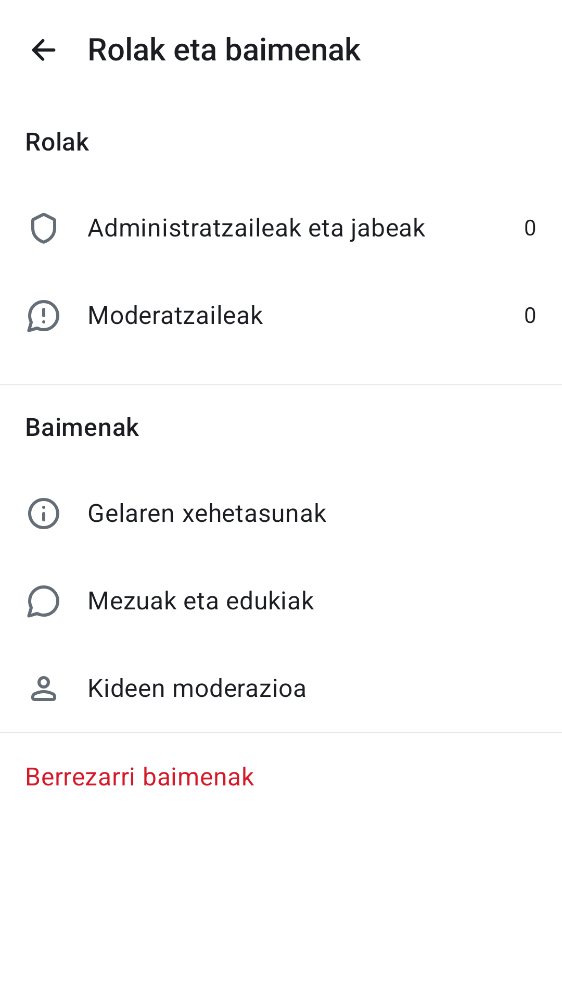 Rolak eta baimenak
Rolak
Administratzaileak eta jabeak 0
Moderatzaileak 0
Baimenak
Gelaren xehetasunak
Mezuak eta edukiak
Kideen moderazioa
Berrezarri baimenak